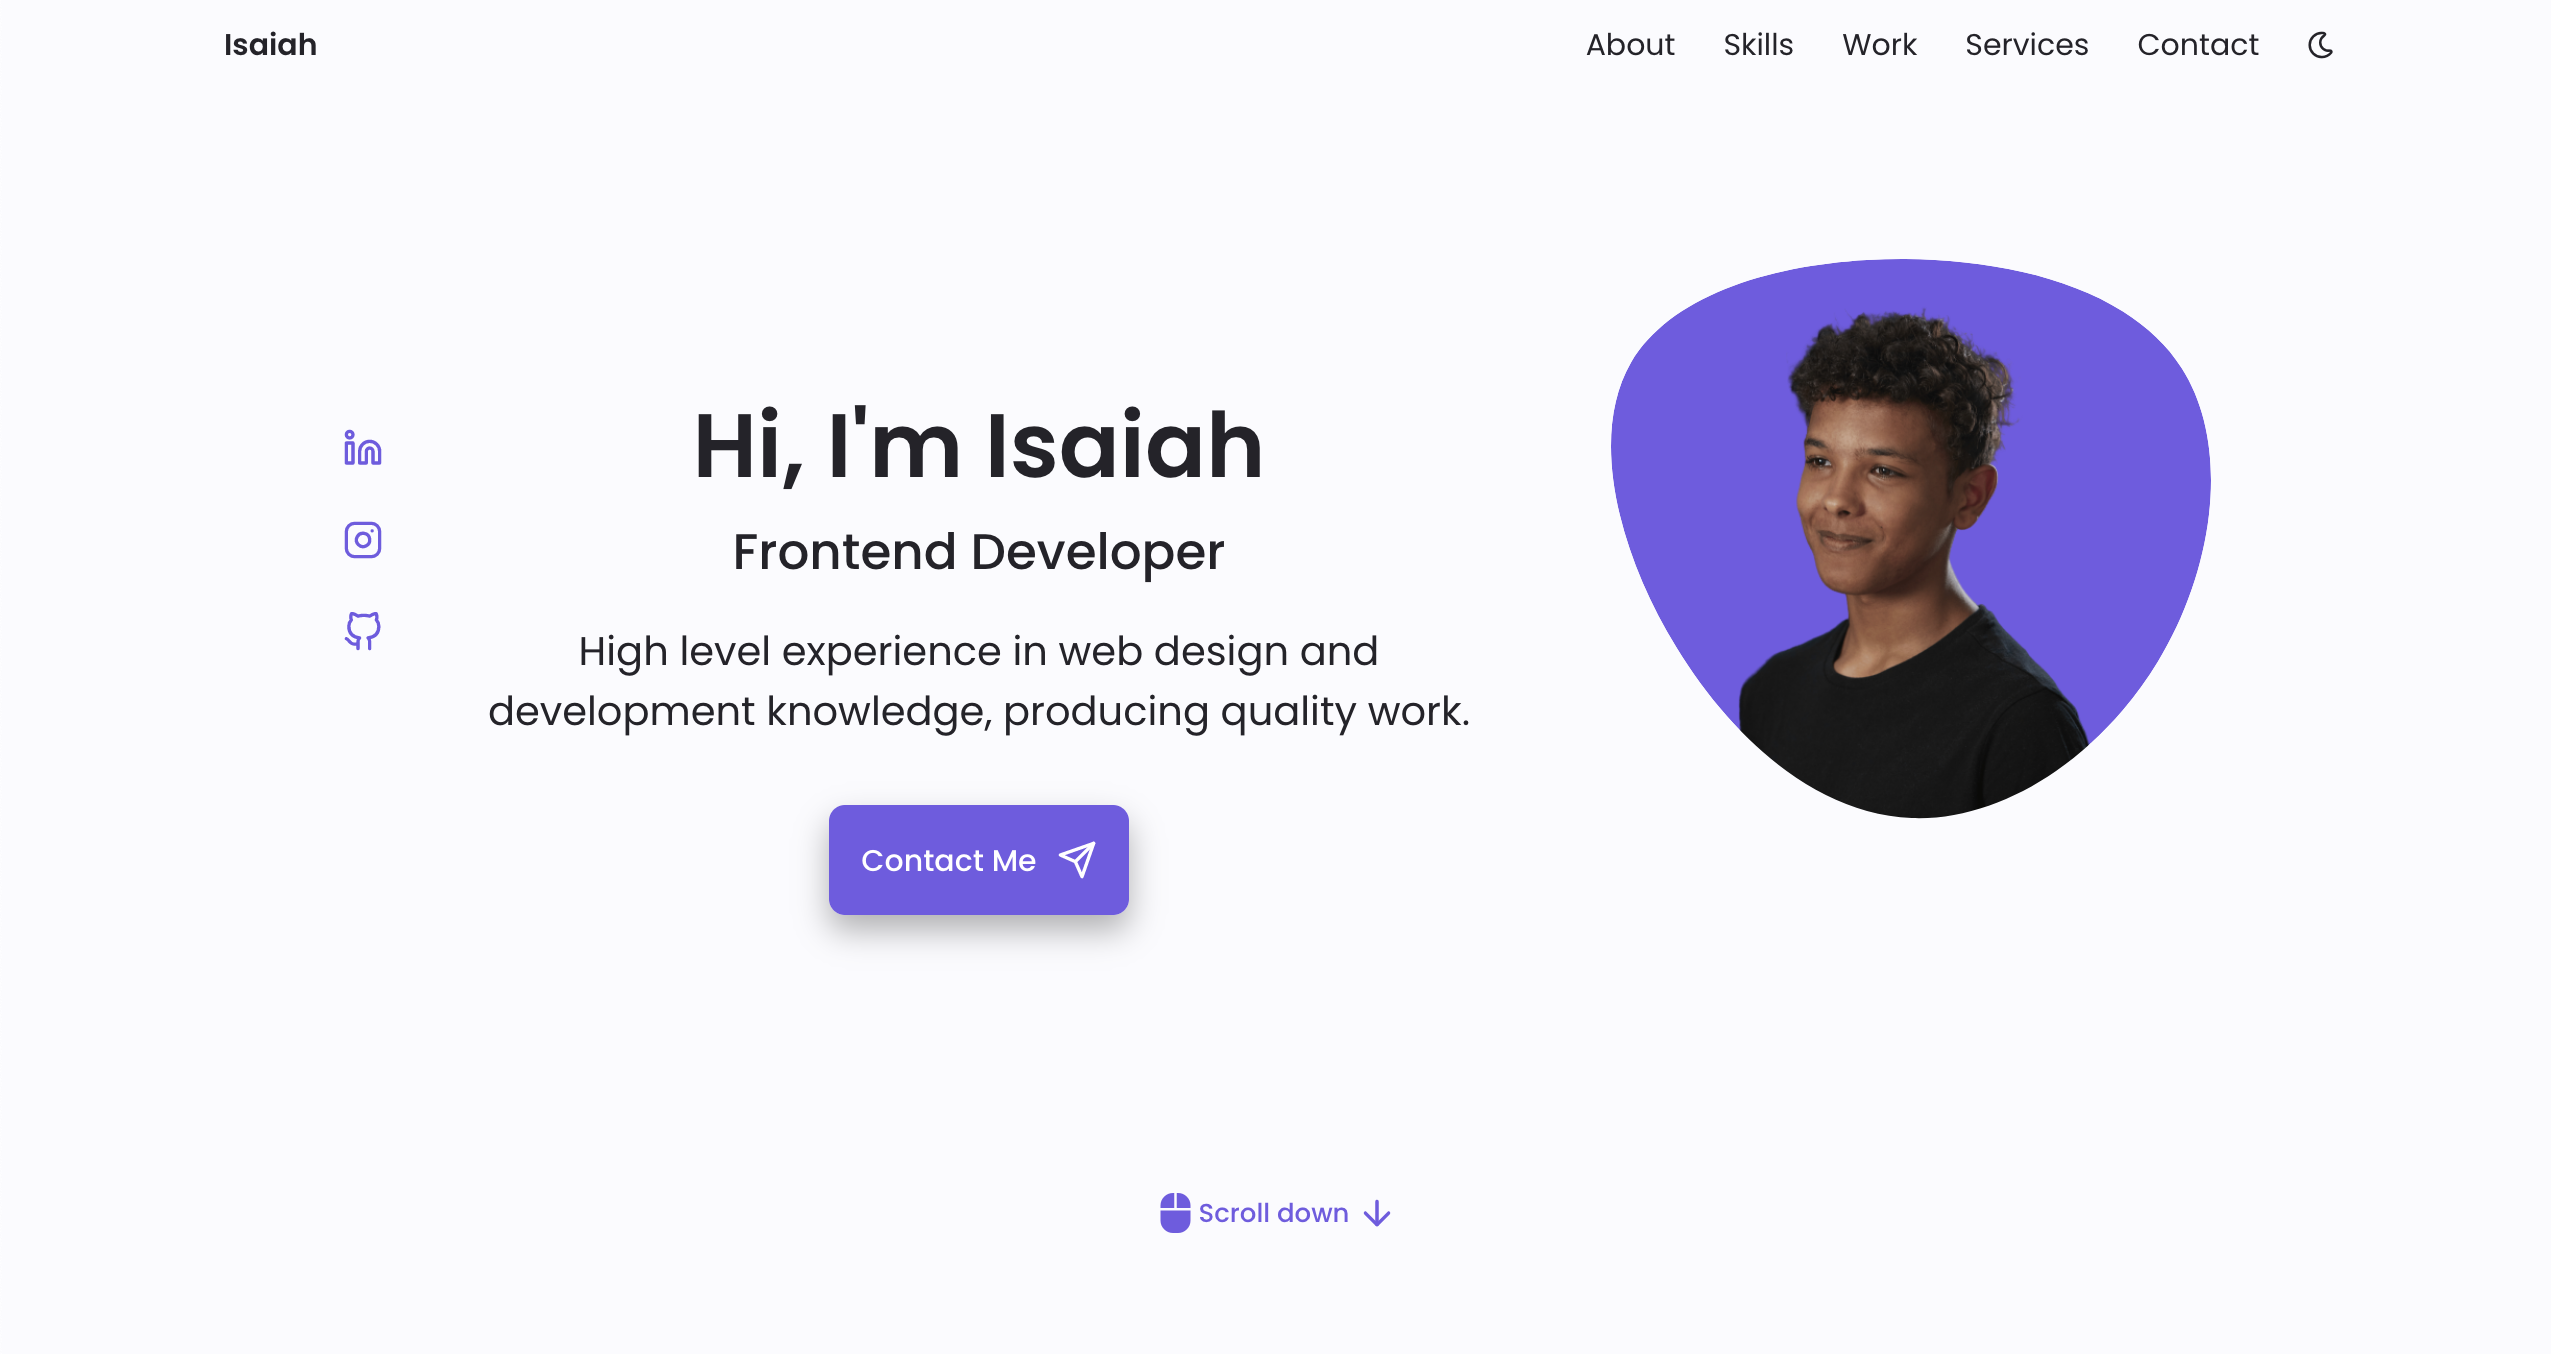 Isaiah
About Skills Work Services Contact
Hi, I'm Isaiah
Frontend Developer
High level experience in web design and
development knowledge, producing quality work.
Contact Me
Scroll down